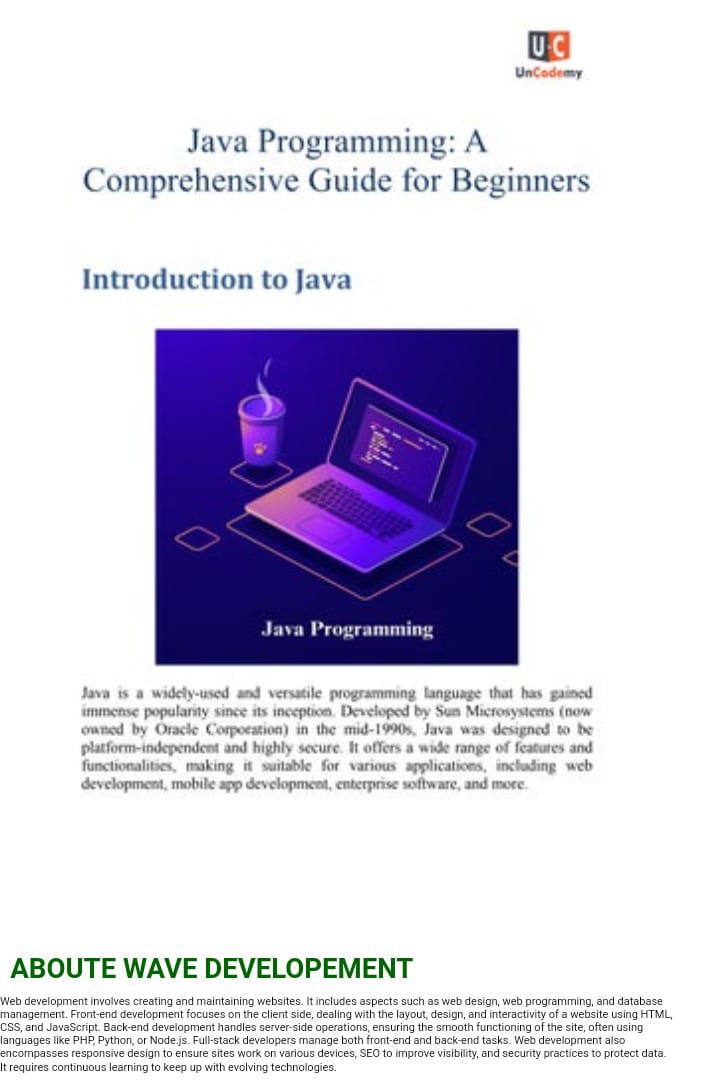 U-C
UnCodemy
Java Programming: A
Comprehensive Guide for Beginners
Introduction to Java
Java Programming
Java is a widely-used and versatile programming language that has gained
immense popularity since its inception. Developed by Sun Microsystems (now
owned by Oracle Corporation) in the mid-1990s, Java was designed to be
platform-independent and highly secure. It offers a wide range of features and
functionalities, making it suitable for various applications, including web
development, mobile app development, enterprise software, and more.
ABOUTE WAVE DEVELOPEMENT
Web development involves creating and maintaining websites. It includes aspects such as web design, web programming, and database
management. Front-end development focuses on the client side, dealing with the layout, design, and interactivity of a website using HTML,
CSS, and JavaScript. Back-end development handles server-side operations, ensuring the smooth functioning of the site, often using
languages like PHP, Python, or Node.js. Full-stack developers manage both front-end and back-end tasks. Web development also
encompasses responsive design to ensure sites work on various devices, SEO to improve visibility, and security practices to protect data.
It requires continuous learning to keep up with evolving technologies.